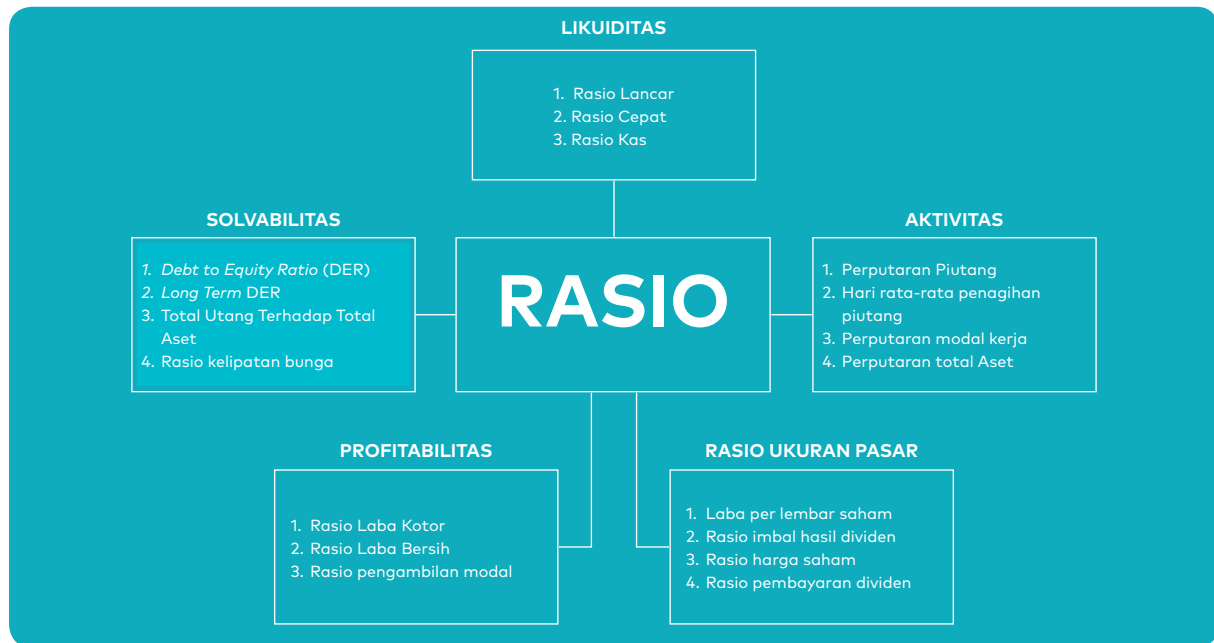 LIKUIDITAS
1. Rasio Lancar
2. Rasio Cepat
3. Rasio Kas
SOLVABILITAS
1. Debt to Equity Ratio (DER)
2. Long Term DER
3. Total Utang Terhadap Total
Aset
4. Rasio kelipatan bunga
RASIO
AKTIVITAS
1. Perputaran Piutang
2. Hari rata-rata penagihan
piutang
3. Perputaran modal kerja
4. Perputaran total Aset
PROFITABILITAS
1. Rasio Laba Kotor
2. Rasio Laba Bersih
3. Rasio pengambilan modal
RASIO UKURAN PASAR
1. Laba per lembar saham
2. Rasio imbal hasil dividen
3. Rasio harga saham
4. Rasio pembayaran dividen